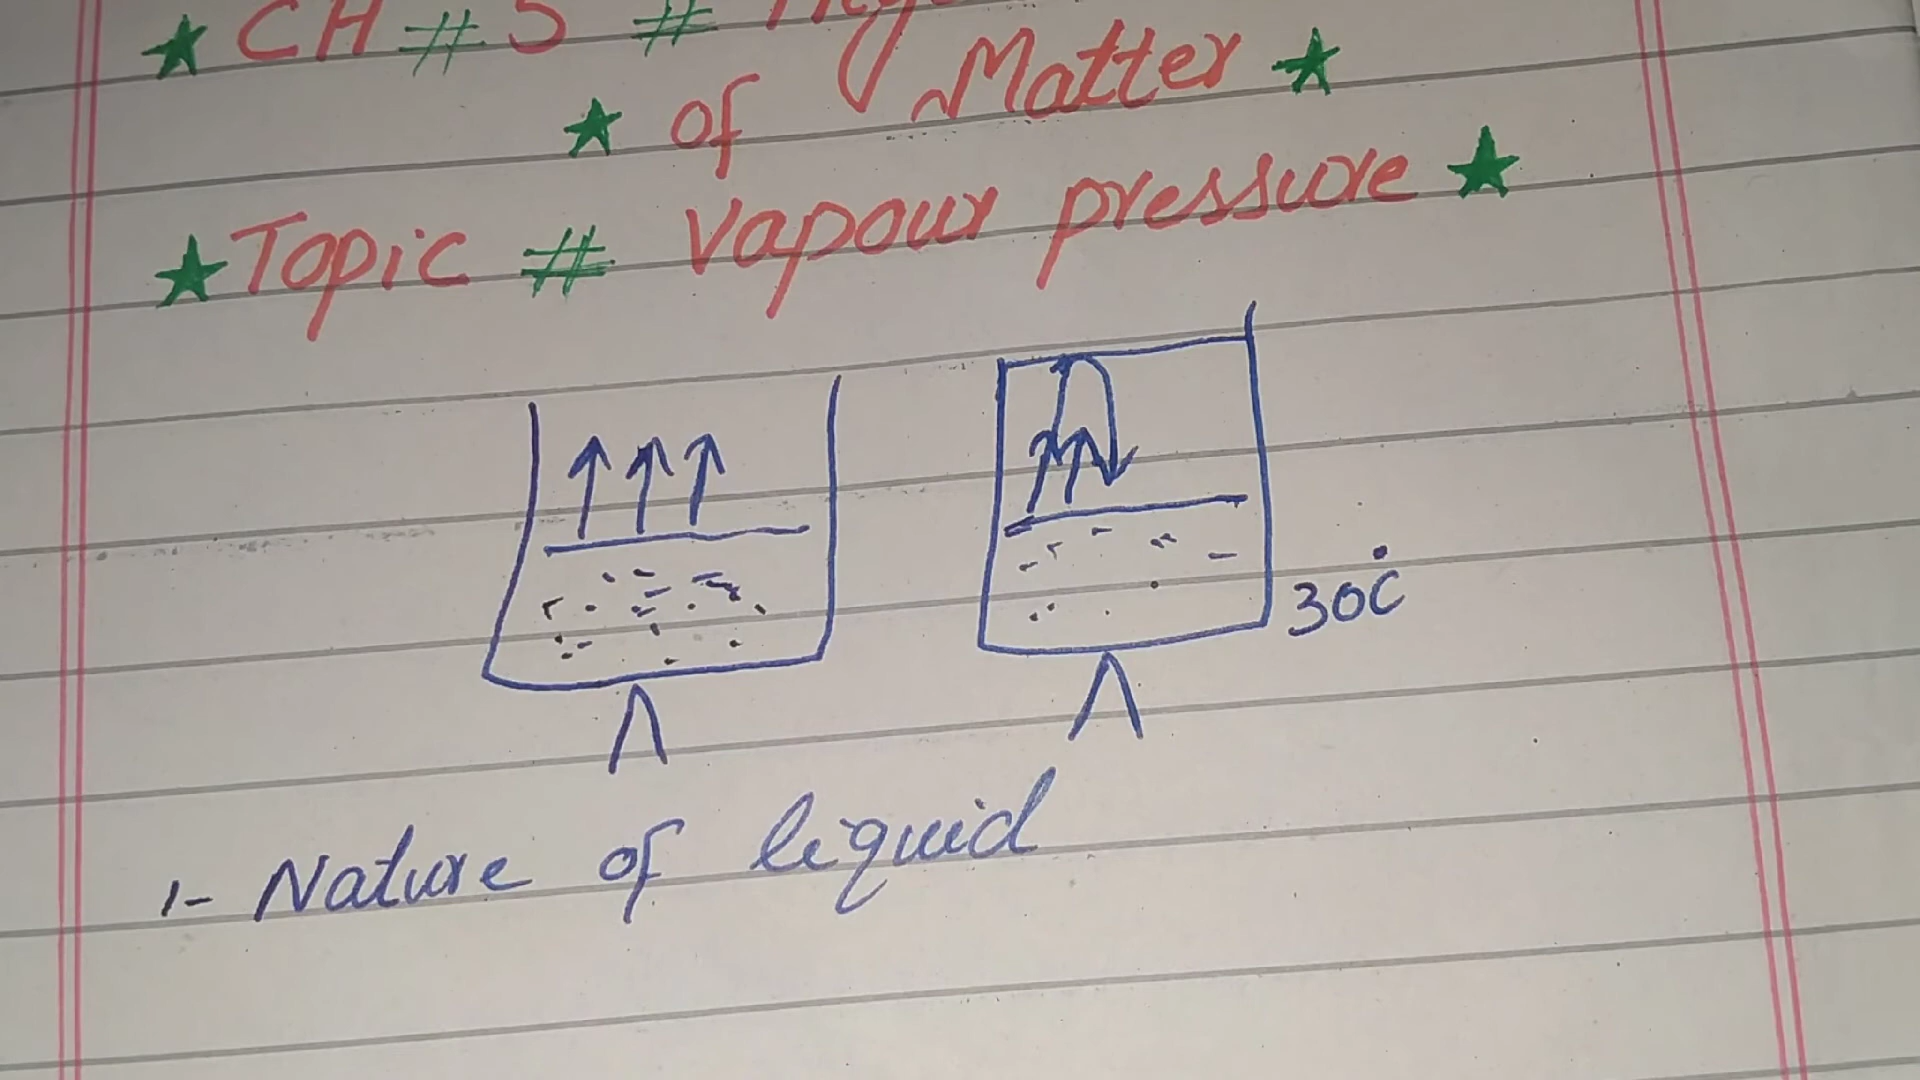 ★ CH # 5 #
★ of Matter ★
★ Topic # Vapour pressure ★
30°C
1- Nature of liquid